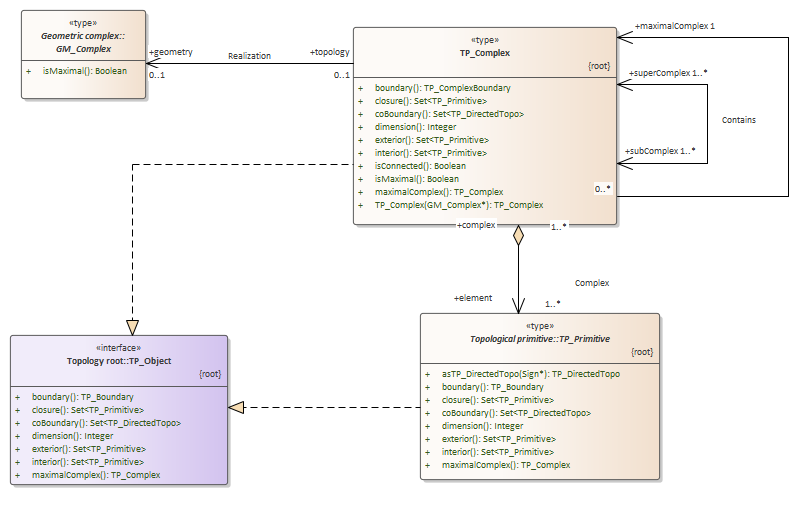 «type»
Geometric complex::
GM_Complex
+ isMaximal(): Boolean
+geometry
0..1
Realization
+topology
0..1
«type»
TP_Complex
{root}
+ boundary(): TP_ComplexBoundary
+ closure(): Set<TP_Primitive>
+ coBoundary(): Set<TP_DirectedTopo>
+ dimension(): Integer
+ exterior(): Set<TP_Primitive>
+ interior(): Set<TP_Primitive>
+ isConnected(): Boolean
+ isMaximal(): Boolean
+ maximalComplex(): TP_Complex
+ TP_Complex(GM_Complex*): TP_Complex
+maximalComplex 1
+superComplex 1..*
Contains
+subComplex 1..*
0..*
+complex
1..*
Complex
+element
1..*
«interface»
Topology root::TP_Object
{root}
+ boundary(): TP_Boundary
+ closure(): Set<TP_Primitive>
+ coBoundary(): Set<TP_DirectedTopo>
+ dimension(): Integer
+ exterior(): Set<TP_Primitive>
+ interior(): Set<TP_Primitive>
+ maximalComplex(): TP_Complex
«type»
Topological primitive::TP_Primitive
{root}
+ asTP_DirectedTopo(Sign*): TP_DirectedTopo
+ boundary(): TP_Boundary
+ closure(): Set<TP_Primitive>
+ coBoundary(): Set<TP_DirectedTopo>
+ dimension(): Integer
+ exterior(): Set<TP_Primitive>
+ interior(): Set<TP_Primitive>
+ maximalComplex(): TP_Complex